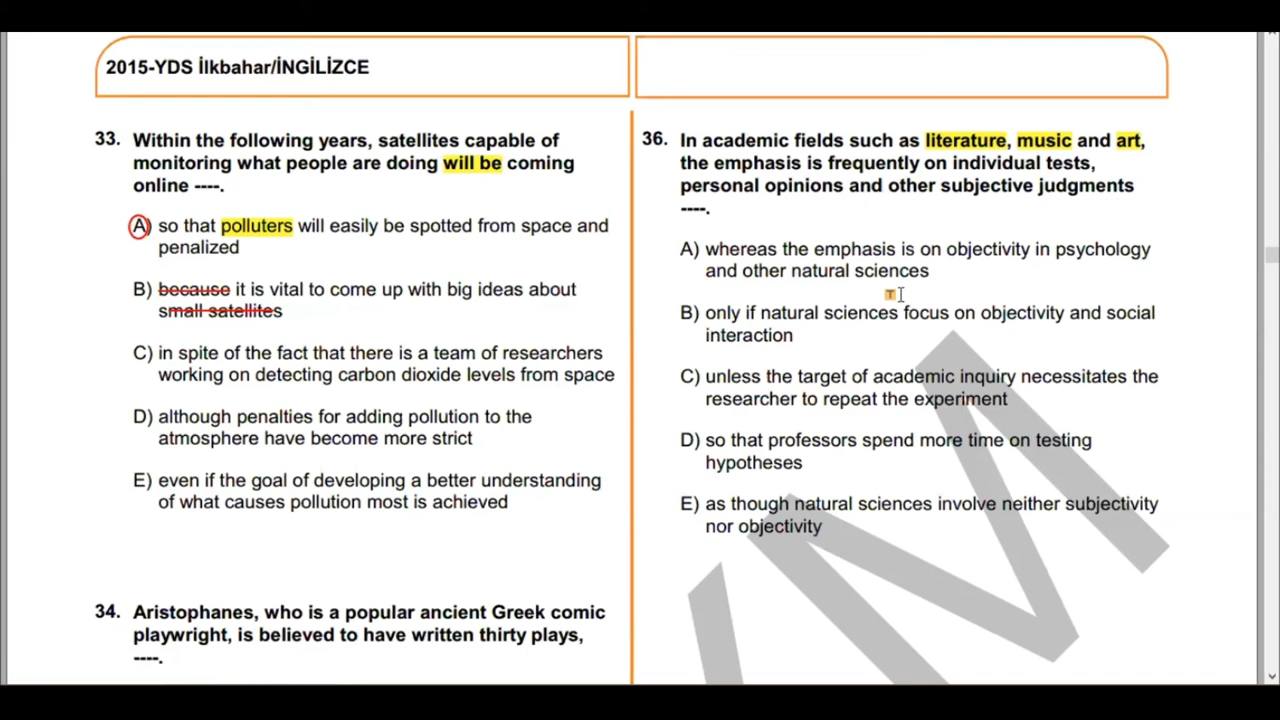 2015-YDS İlkbahar/İNGİLİZCE
33. Within the following years, satellites capable of
monitoring what people are doing will be coming
online ----.
A) so that polluters will easily be spotted from space and
penalized
B) because it is vital to come up with big ideas about
small satellites
C) in spite of the fact that there is a team of researchers
working on detecting carbon dioxide levels from space
D) although penalties for adding pollution to the
atmosphere have become more strict
E) even if the goal of developing a better understanding
of what causes pollution most is achieved
34. Aristophanes, who is a popular ancient Greek comic
playwright, is believed to have written thirty plays,
----.
36. In academic fields such as literature, music and art,
the emphasis is frequently on individual tests,
personal opinions and other subjective judgments
----.
A) whereas the emphasis is on objectivity in psychology
and other natural sciences
T
B) only if natural sciences focus on objectivity and social
interaction
C) unless the target of academic inquiry necessitates the
researcher to repeat the experiment
D) so that professors spend more time on testing
hypotheses
E) as though natural sciences involve neither subjectivity
nor objectivity